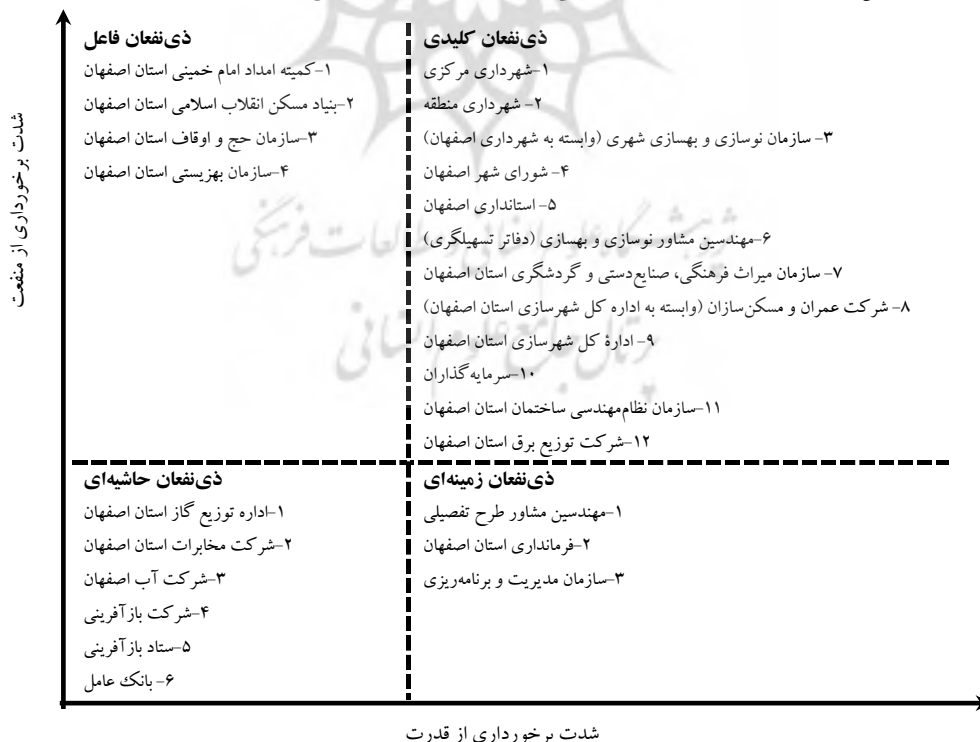 ذی‌نفعان کلیدی
۱-شهرداری مرکزی
۲- شهرداری منطقه
۳- سازمان نوسازی و بهسازی شهری (وابسته به شهرداری اصفهان)
۴- شورای شهر اصفهان
۵- استانداری اصفهان
۶-مهندسین مشاور نوسازی و بهسازی (دفاتر تسهیلگری)
۷- سازمان میراث فرهنگی، صنایع‌دستی و گردشگری استان اصفهان
۸- شرکت عمران و مسکن‌سازان (وابسته به اداره کل شهرسازی استان اصفهان)
۹- ادارۀ کل شهرسازی استان اصفهان
۱۰-سرمایه‌گذاران
۱۱-سازمان نظام‌مهندسی ساختمان استان اصفهان
۱۲-شرکت توزیع برق استان اصفهان
ذی‌نفعان فاعل
۱-کمیته امداد امام خمینی استان اصفهان
۲-بنیاد مسکن انقلاب اسلامی استان اصفهان
۳-سازمان حج و اوقاف استان اصفهان
۴-سازمان بهزیستی استان اصفهان
شدت برخورداری از منفعت
ذی‌نفعان زمینه‌ای
۱-مهندسین مشاور طرح تفصیلی
۲-فرمانداری استان اصفهان
۳-سازمان مدیریت و برنامه‌ریزی
ذی‌نفعان حاشیه‌ای
۱-اداره توزیع گاز استان اصفهان
۲-شرکت مخابرات استان اصفهان
۳-شرکت آب اصفهان
۴-شرکت بازآفرینی
۵-ستاد بازآفرینی
۶- بانک عامل
شدت برخورداری از قدرت
پرتال جامع علوم انسانی